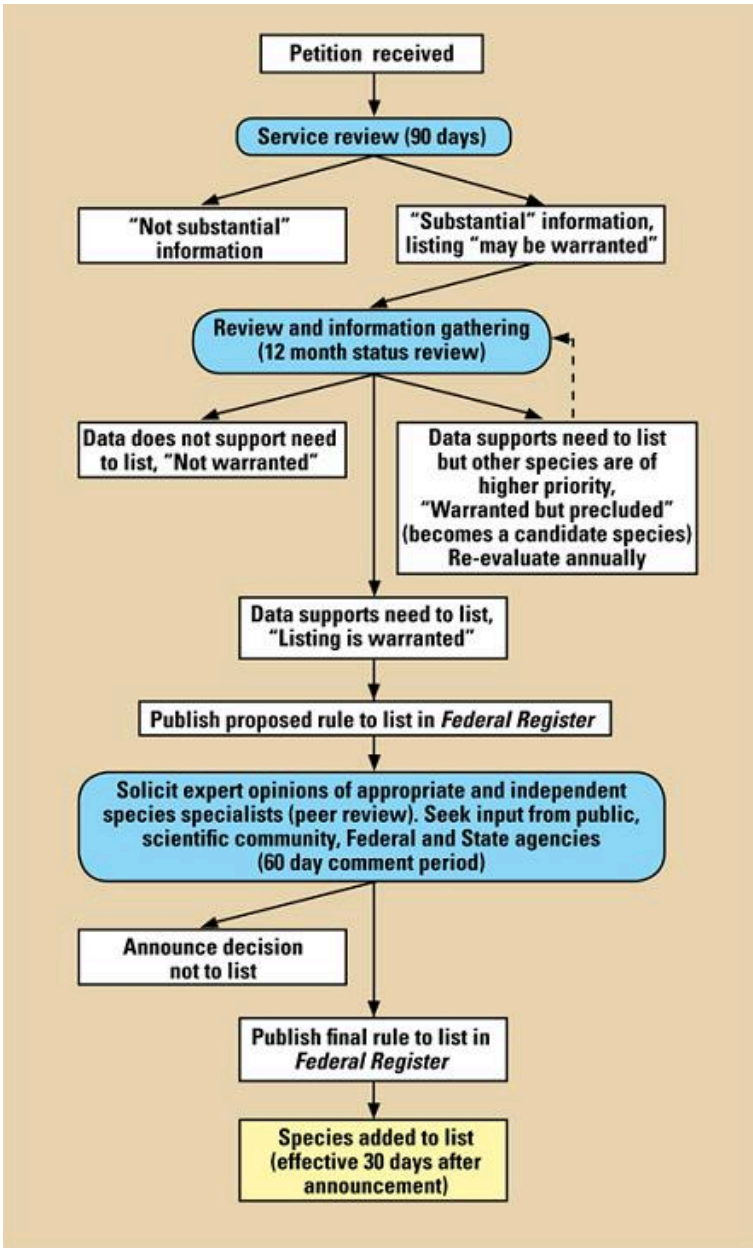 Petition received
Service review (90 days)
“Not substantial”
information
“Substantial” information,
listing “may be warranted”
Review and information gathering
(12 month status review)
Data does not support need
to list, “Not warranted”
Data supports need to list
but other species are of
higher priority,
“Warranted but precluded”
(becomes a candidate species)
Re-evaluate annually
Data supports need to list,
“Listing is warranted”
Publish proposed rule to list in Federal Register
Solicit expert opinions of appropriate and independent
species specialists (peer review). Seek input from public,
scientific community, Federal and State agencies
(60 day comment period)
Announce decision
not to list
Publish final rule to list in
Federal Register
Species added to list
(effective 30 days after
announcement)